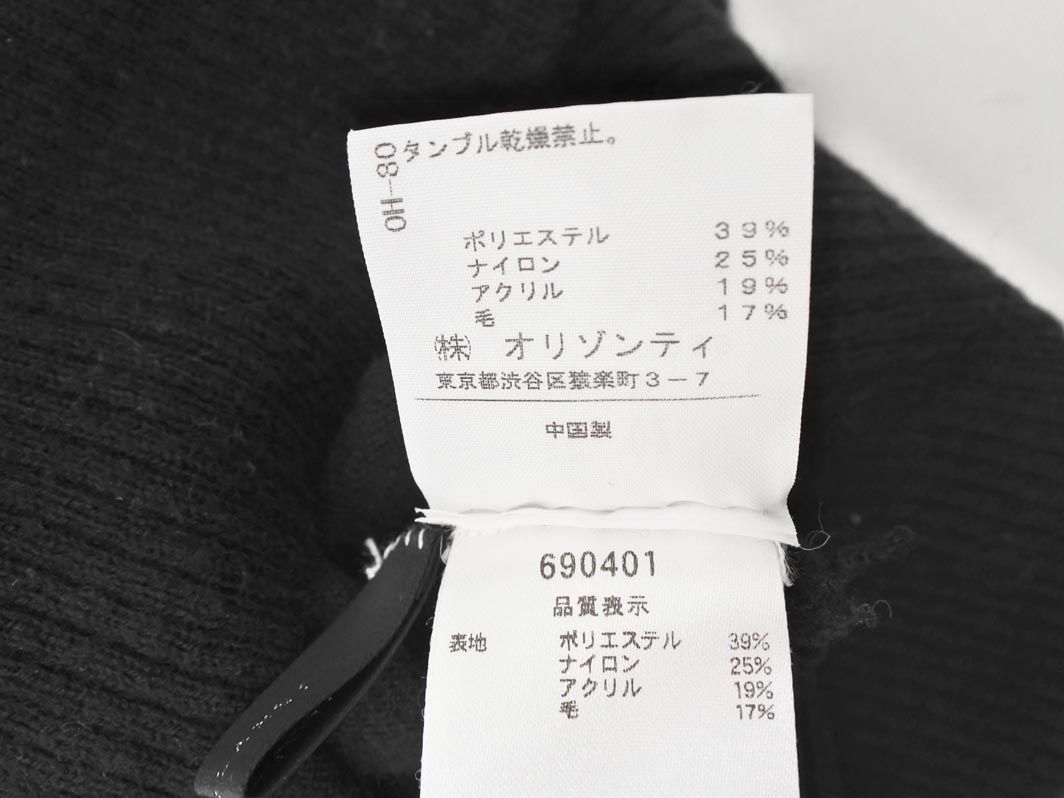 タンブル乾燥禁止。
08-HO
ポリエステル 39%
ナイロン 25%
アクリル 19%
毛 17%
㈱ オリゾンティ
東京都渋谷区猿楽町3-7
中国製
690401
品質表示
表地 ポリエステル 39%
ナイロン 25%
アクリル 19%
毛 17%